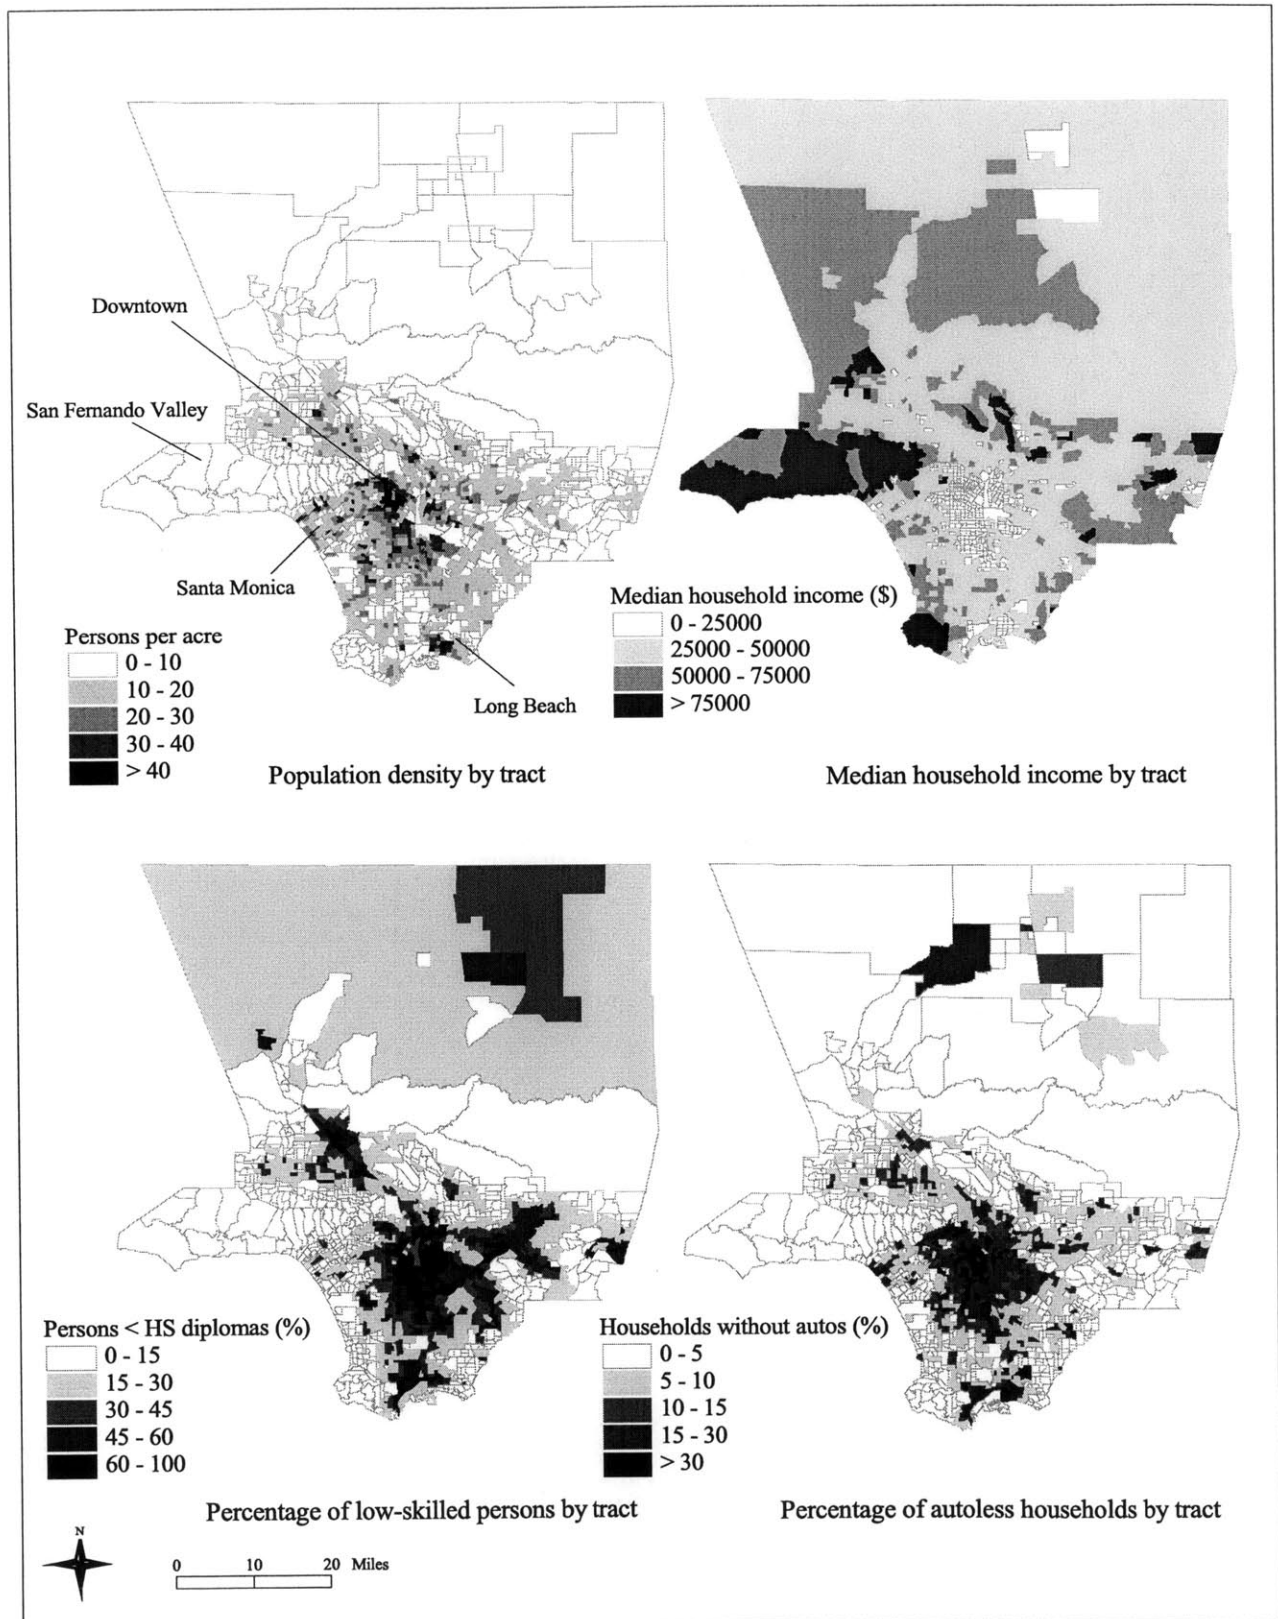 Downtown
San Fernando Valley
Santa Monica
Long Beach
Persons per acre
0 - 10
10 - 20
20 - 30
30 - 40
> 40
Population density by tract
Median household income ($)
0 - 25000
25000 - 50000
50000 - 75000
> 75000
Median household income by tract
Persons < HS diplomas (%)
0 - 15
15 - 30
30 - 45
45 - 60
60 - 100
Percentage of low-skilled persons by tract
Households without autos (%)
0 - 5
5 - 10
10 - 15
15 - 30
> 30
Percentage of autoless households by tract
N
0 10 20 Miles